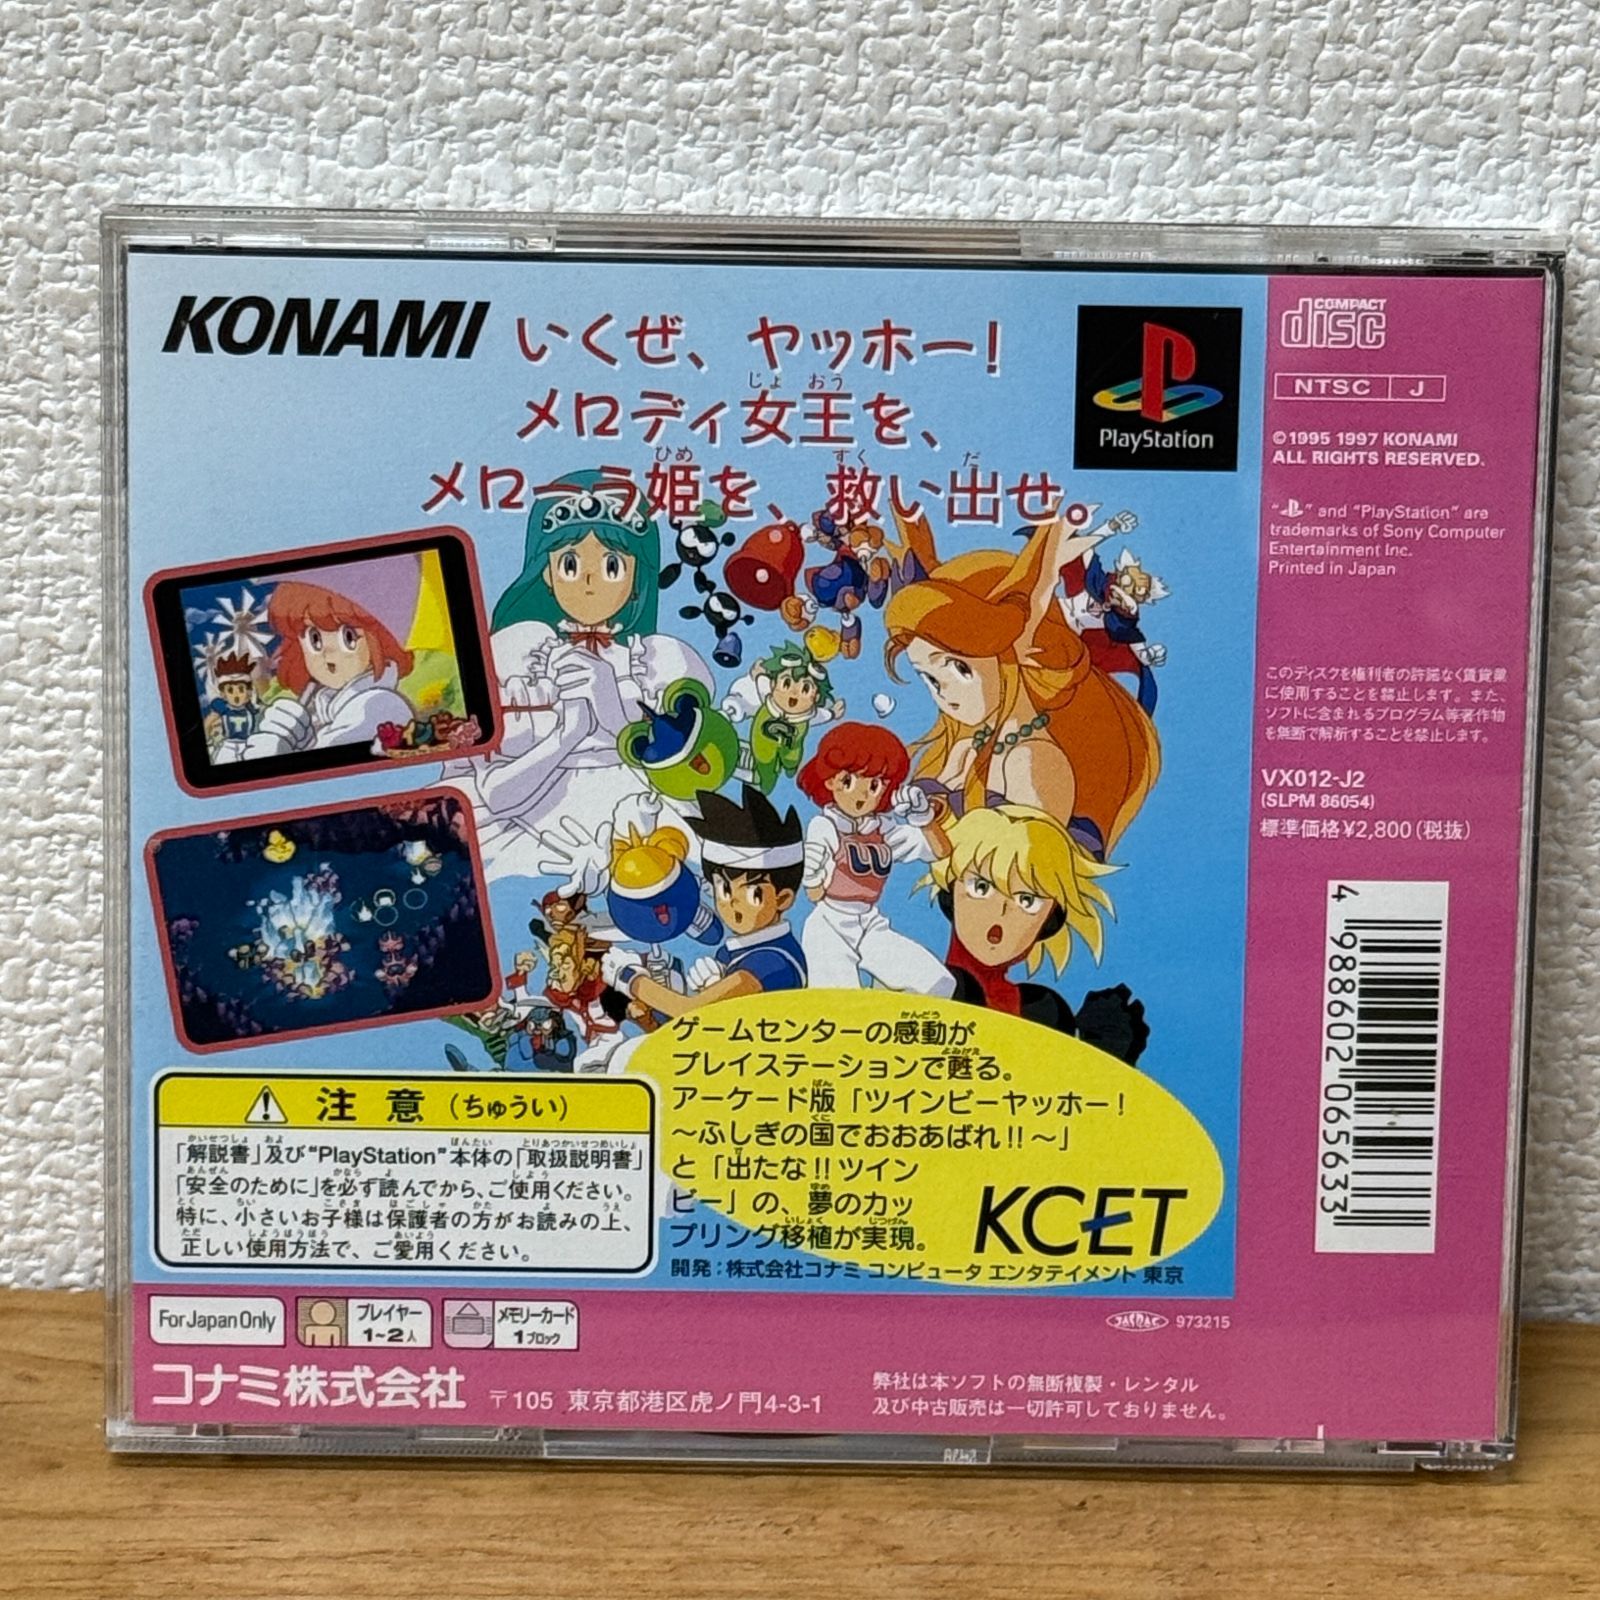 KONAMI
いくぜ、ヤッホー!
メロディ女王を、
メローラ姫を、救い出せ。
PlayStation
COMPACT
disc
NTSC J
©1995 1997 KONAMI
ALL RIGHTS RESERVED.
" " and "PlayStation" are
trademarks of Sony Computer
Entertainment Inc.
Printed in Japan
このディスクを権利者の許諾なく賃貸業
に使用することを禁止します。また、
ソフトに含まれるプログラム等著作物
を無断で解析することを禁止します。
VX012-J2
(SLPM 86054)
標準価格¥2,800(税抜)
4 988602 065633
ゲームセンターの感動が
プレイステーションで甦る。
アーケード版「ツインビーヤッホー!
～ふしぎの国でおおあばれ!!～」
と「出たな!!ツイン
ビー」の、夢のカッ
プリング移植が実現。
KCET
開発:株式会社コナミ コンピュータ エンタテイメント 東京
注意(ちゅうい)
「解説書」及び"PlayStation"本体の「取扱説明書」
「安全のために」を必ず読んでから、ご使用ください。
特に、小さいお子様は保護者の方がお読みの上、
正しい使用方法で、ご愛用ください。
For Japan Only
プレイヤー
1~2人
メモリーカード
1ブロック
JASRAC 973215
コナミ株式会社 〒105 東京都港区虎ノ門4-3-1
弊社は本ソフトの無断複製・レンタル
及び中古販売は一切許可しておりません。